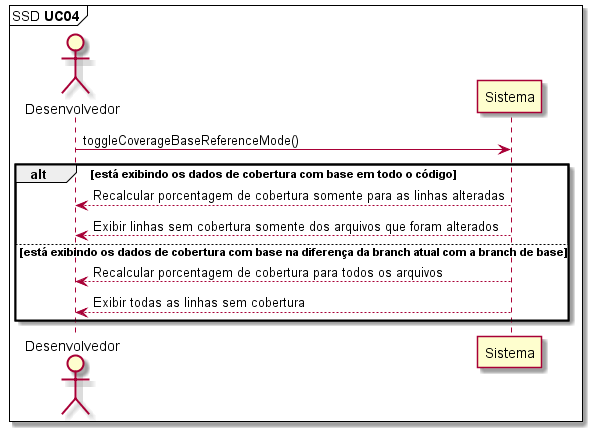 SSD UC04
Desenvolvedor
Sistema
toggleCoverageBaseReferenceMode()
alt [está exibindo os dados de cobertura com base em todo o código]
Recalcular porcentagem de cobertura somente para as linhas alteradas
Exibir linhas sem cobertura somente dos arquivos que foram alterados
[está exibindo os dados de cobertura com base na diferença da branch atual com a branch de base]
Recalcular porcentagem de cobertura para todos os arquivos
Exibir todas as linhas sem cobertura
Desenvolvedor
Sistema